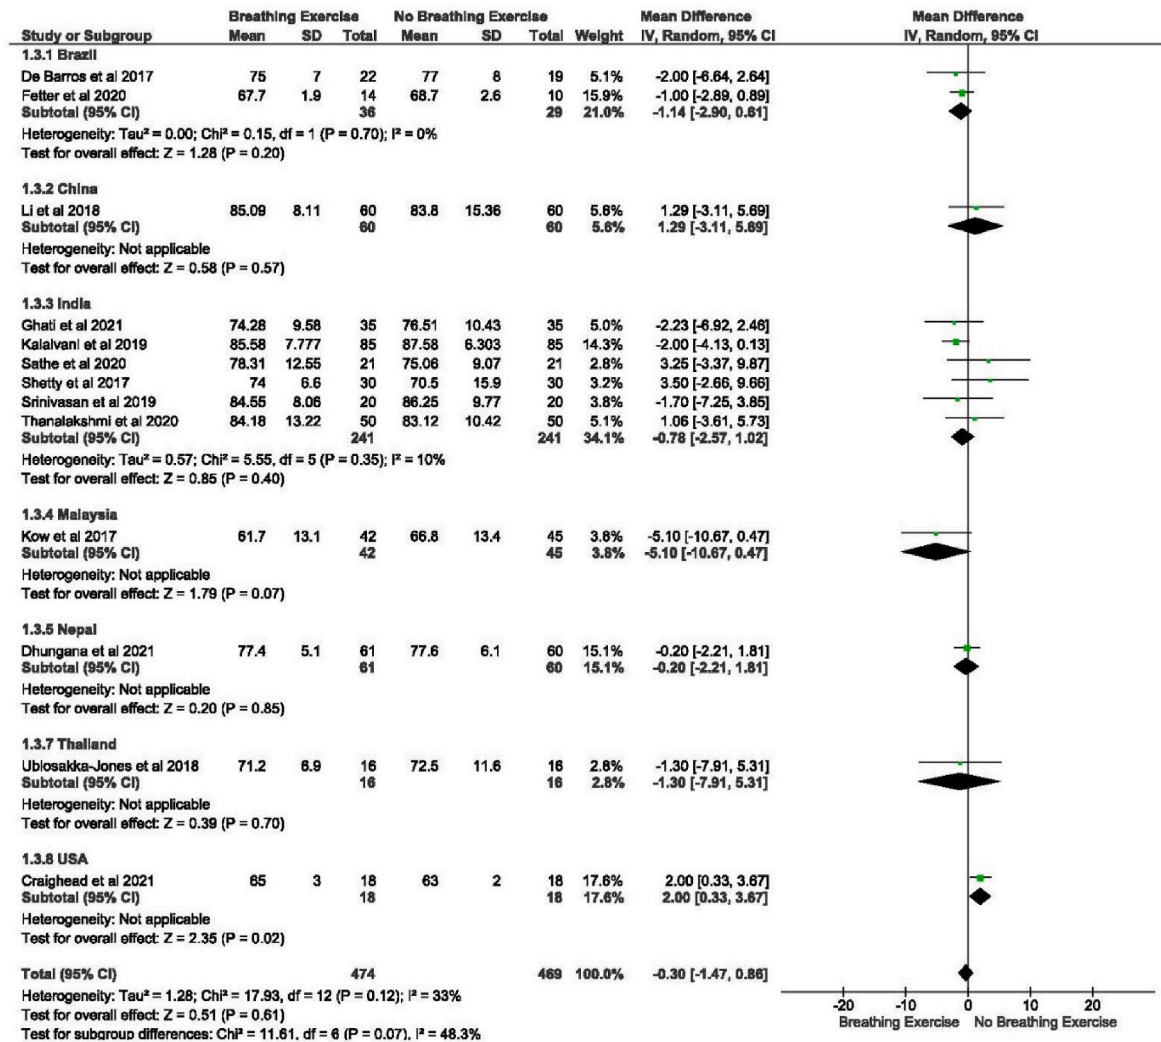 Breathing Exercise No Breathing Exercise Mean Difference Mean Difference
Study or Subgroup Mean SD Total Mean SD Total Weight IV, Random, 95% CI IV, Random, 95% CI
1.3.1 Brazil
De Barros et al 2017 75 7 22 77 8 19 5.1% -2.00 [-6.64, 2.64]
Fetter et al 2020 67.7 1.9 14 68.7 2.6 10 15.9% -1.00 [-2.89, 0.89]
Subtotal (95% CI) 36 29 21.0% -1.14 [-2.90, 0.61]
Heterogeneity: Tau² = 0.00; Chi² = 0.15, df = 1 (P = 0.70); I² = 0%
Test for overall effect: Z = 1.28 (P = 0.20)
1.3.2 China
Li et al 2018 85.09 8.11 60 83.8 15.36 60 5.6% 1.29 [-3.11, 5.69]
Subtotal (95% CI) 60 60 5.6% 1.29 [-3.11, 5.69]
Heterogeneity: Not applicable
Test for overall effect: Z = 0.58 (P = 0.57)
1.3.3 India
Ghati et al 2021 74.28 9.58 35 76.51 10.43 35 5.0% -2.23 [-6.92, 2.46]
Kalaivani et al 2019 85.58 7.777 85 87.58 6.303 85 14.3% -2.00 [-4.13, 0.13]
Sathe et al 2020 78.31 12.55 21 75.06 9.07 21 2.8% 3.25 [-3.37, 9.87]
Shetty et al 2017 74 6.6 30 70.5 15.9 30 3.2% 3.50 [-2.66, 9.66]
Srinivasan et al 2019 84.55 8.06 20 86.25 9.77 20 3.8% -1.70 [-7.25, 3.85]
Thanalakshmi et al 2020 84.18 13.22 50 83.12 10.42 50 5.1% 1.06 [-3.61, 5.73]
Subtotal (95% CI) 241 241 34.1% -0.78 [-2.57, 1.02]
Heterogeneity: Tau² = 0.57; Chi² = 5.55, df = 5 (P = 0.35); I² = 10%
Test for overall effect: Z = 0.85 (P = 0.40)
1.3.4 Malaysia
Kow et al 2017 61.7 13.1 42 66.8 13.4 45 3.8% -5.10 [-10.67, 0.47]
Subtotal (95% CI) 42 45 3.8% -5.10 [-10.67, 0.47]
Heterogeneity: Not applicable
Test for overall effect: Z = 1.79 (P = 0.07)
1.3.5 Nepal
Dhungana et al 2021 77.4 5.1 61 77.6 6.1 60 15.1% -0.20 [-2.21, 1.81]
Subtotal (95% CI) 61 60 15.1% -0.20 [-2.21, 1.81]
Heterogeneity: Not applicable
Test for overall effect: Z = 0.20 (P = 0.85)
1.3.7 Thailand
Ublosakka-Jones et al 2018 71.2 6.9 16 72.5 11.6 16 2.8% -1.30 [-7.91, 5.31]
Subtotal (95% CI) 16 16 2.8% -1.30 [-7.91, 5.31]
Heterogeneity: Not applicable
Test for overall effect: Z = 0.39 (P = 0.70)
1.3.8 USA
Craighead et al 2021 65 3 18 63 2 18 17.6% 2.00 [0.33, 3.67]
Subtotal (95% CI) 18 18 17.6% 2.00 [0.33, 3.67]
Heterogeneity: Not applicable
Test for overall effect: Z = 2.35 (P = 0.02)
Total (95% CI) 474 469 100.0% -0.30 [-1.47, 0.86]
Heterogeneity: Tau² = 1.28; Chi² = 17.93, df = 12 (P = 0.12); I² = 33%
Test for overall effect: Z = 0.51 (P = 0.61)
Test for subgroup differences: Chi² = 11.61, df = 6 (P = 0.07), I² = 48.3%
-20 -10 0 10 20
Breathing Exercise No Breathing Exercise